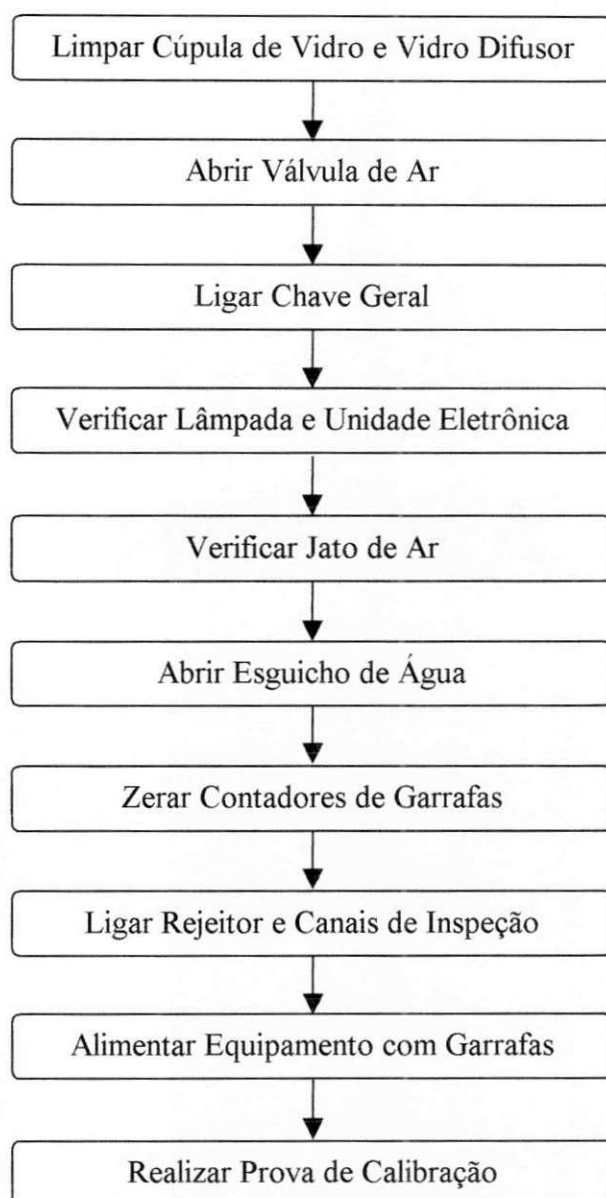 Limpar Cúpula de Vidro e Vidro Difusor
Abrir Válvula de Ar
Ligar Chave Geral
Verificar Lâmpada e Unidade Eletrônica
Verificar Jato de Ar
Abrir Esguicho de Água
Zerar Contadores de Garrafas
Ligar Rejeitor e Canais de Inspeção
Alimentar Equipamento com Garrafas
Realizar Prova de Calibração